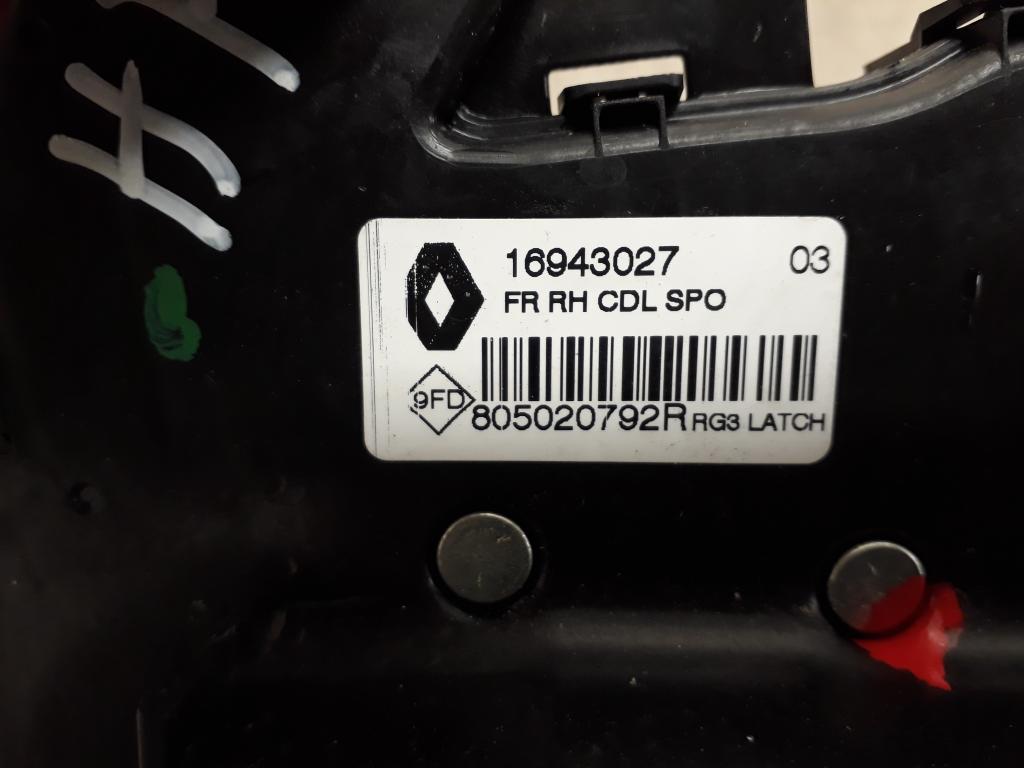 16943027 03
FR RH CDL SPO
9FD
805020792R RG3 LATCH